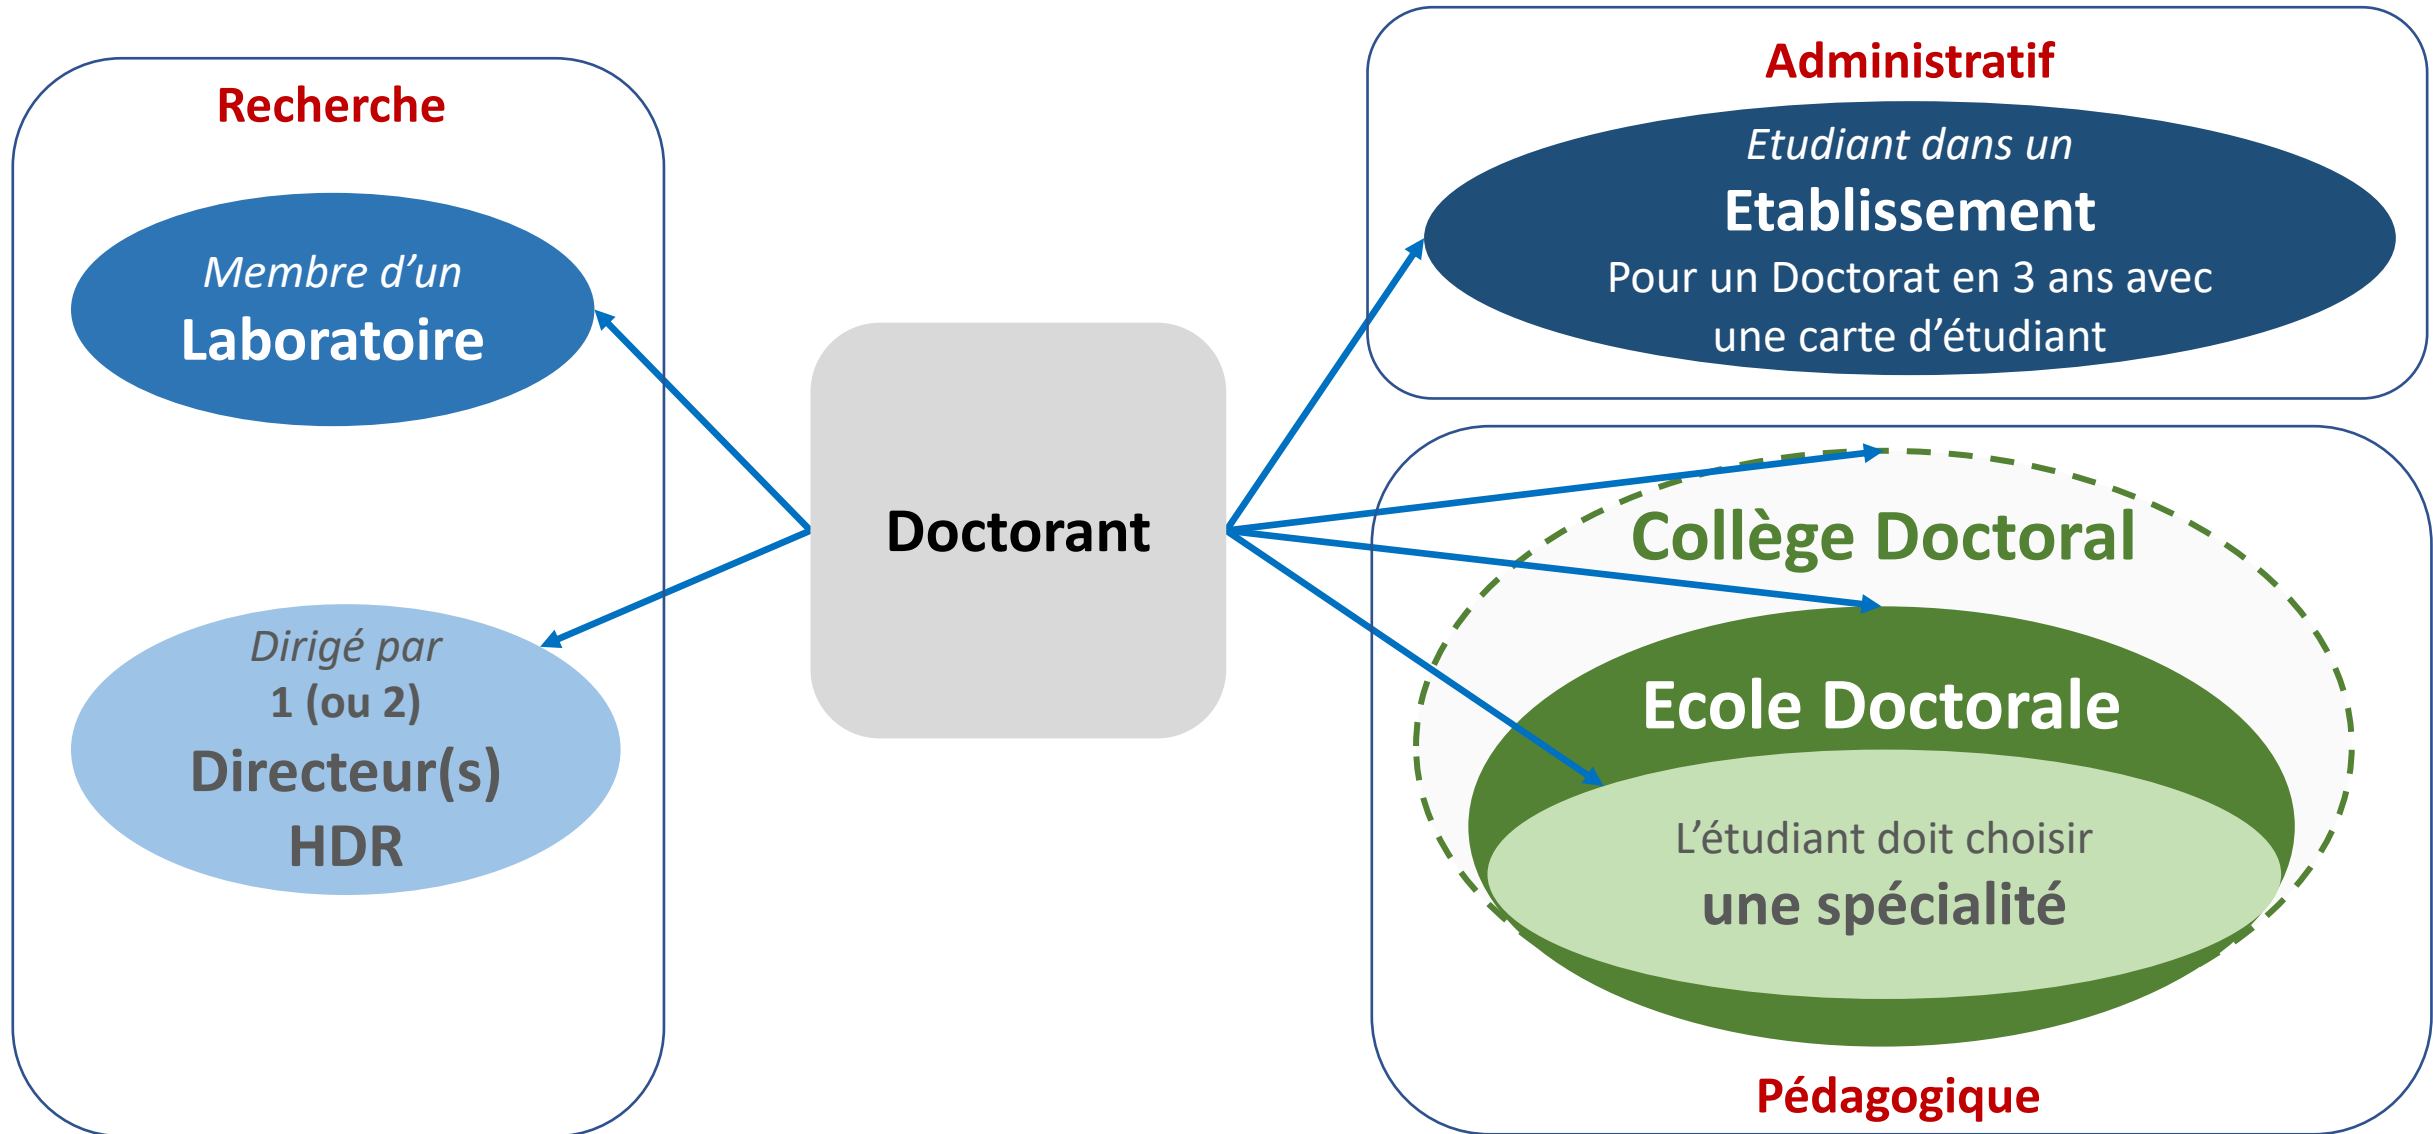 Recherche
Membre d’un
Laboratoire
Dirigé par
1 (ou 2)
Directeur(s)
HDR
Doctorant
Administratif
Etudiant dans un
Etablissement
Pour un Doctorat en 3 ans avec
une carte d’étudiant
Collège Doctoral
Ecole Doctorale
L’étudiant doit choisir
une spécialité
Pédagogique